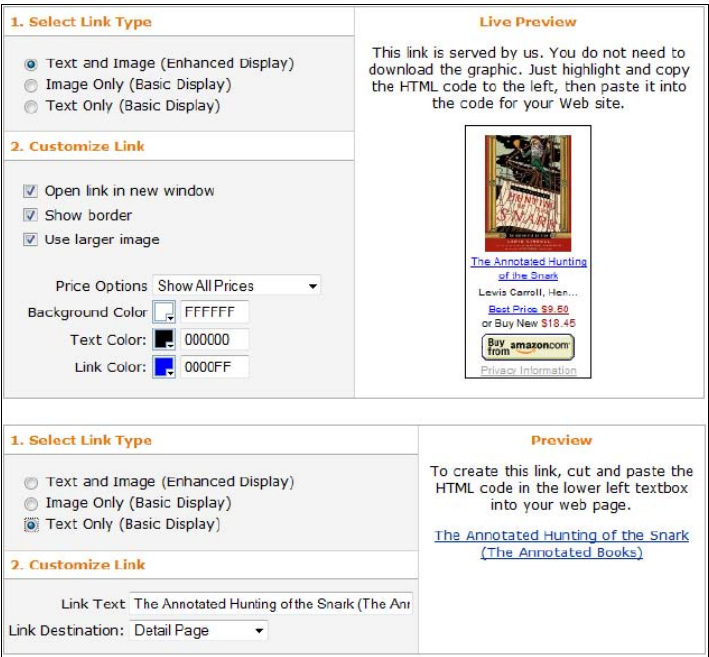 1. Select Link Type
Text and Image (Enhanced Display)
Image Only (Basic Display)
Text Only (Basic Display)
2. Customize Link
Open link in new window
Show border
Use larger image
Price Options Show All Prices
Background Color FFFFFF
Text Color: 000000
Link Color: 0000FF
Live Preview
This link is served by us. You do not need to
download the graphic. Just highlight and copy
the HTML code to the left, then paste it into
the code for your Web site.
HUNTING
SNARK
The Annotated Hunting
of the Snark
Lewis Carroll, Hen...
Best Price $9.50
or Buy New $18.45
Buy from amazon.com
Privacy Information
1. Select Link Type
Text and Image (Enhanced Display)
Image Only (Basic Display)
Text Only (Basic Display)
2. Customize Link
Link Text The Annotated Hunting of the Snark (The Anr
Link Destination: Detail Page
Preview
To create this link, cut and paste the
HTML code in the lower left textbox
into your web page.
The Annotated Hunting of the Snark
(The Annotated Books)